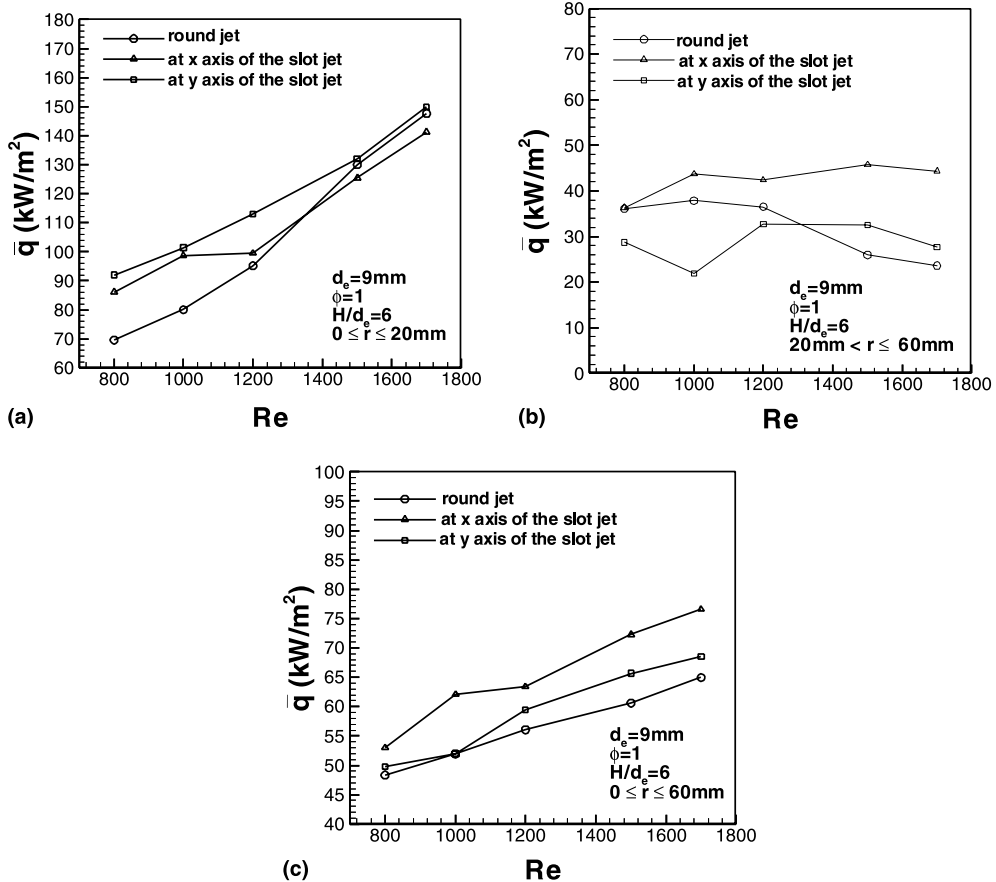 180
170
160
150
140
130
120
110
100
90
80
70
60
q̄ (kW/m²)
round jet
at x axis of the slot jet
at y axis of the slot jet
dₑ=9mm
ϕ=1
H/dₑ=6
0 ≤ r ≤ 20mm
800 1000 1200 1400 1600 1800
(a)
Re
80
70
60
50
40
30
20
10
0
q̄ (kW/m²)
round jet
at x axis of the slot jet
at y axis of the slot jet
dₑ=9mm
ϕ=1
H/dₑ=6
20mm < r ≤ 60mm
800 1000 1200 1400 1600 1800
(b)
Re
100
95
90
85
80
75
70
65
60
55
50
45
40
q̄ (kW/m²)
round jet
at x axis of the slot jet
at y axis of the slot jet
dₑ=9mm
ϕ=1
H/dₑ=6
0 ≤ r ≤ 60mm
800 1000 1200 1400 1600 1800
(c)
Re